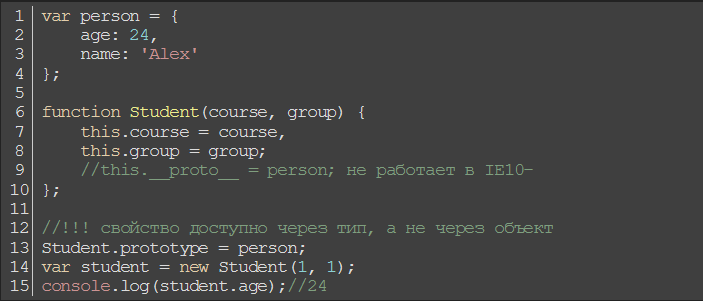 1 var person = {
2     age: 24,
3     name: 'Alex'
4 };
5
6 function Student(course, group) {
7     this.course = course,
8     this.group = group;
9     //this.__proto__ = person; не работает в IE10-
10 };
11
12 //!!! свойство доступно через тип, а не через объект
13 Student.prototype = person;
14 var student = new Student(1, 1);
15 console.log(student.age);//24